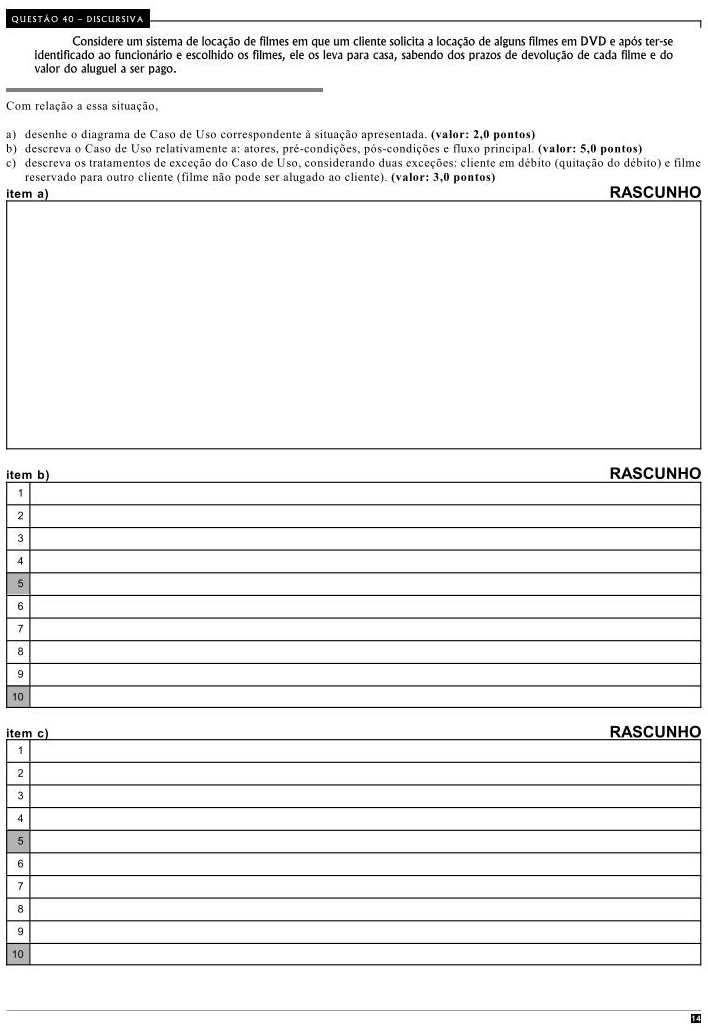 QUESTÃO 40 – DISCURSIVA
Considere um sistema de locação de filmes em que um cliente solicita a locação de alguns filmes em DVD e após ter-se
identificado ao funcionário e escolhido os filmes, ele os leva para casa, sabendo dos prazos de devolução de cada filme e do
valor do aluguel a ser pago.
Com relação a essa situação,
a) desenhe o diagrama de Caso de Uso correspondente à situação apresentada. (valor: 2,0 pontos)
b) descreva o Caso de Uso relativamente a: atores, pré-condições, pós-condições e fluxo principal. (valor: 5,0 pontos)
c) descreva os tratamentos de exceção do Caso de Uso, considerando duas exceções: cliente em débito (quitação do débito) e filme
reservado para outro cliente (filme não pode ser alugado ao cliente). (valor: 3,0 pontos)
item a) RASCUNHO
item b) RASCUNHO
1
2
3
4
5
6
7
8
9
10
item c) RASCUNHO
1
2
3
4
5
6
7
8
9
10
14